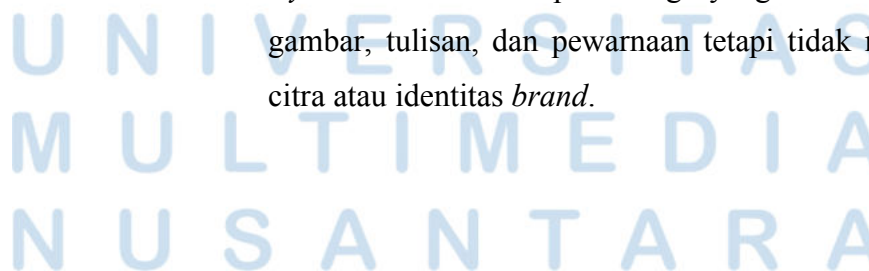 gambar, tulisan, dan pewarnaan tetapi tidak
citra atau identitas brand.
UNIVERSITAS
MULTIMEDIA
NUSANTARA